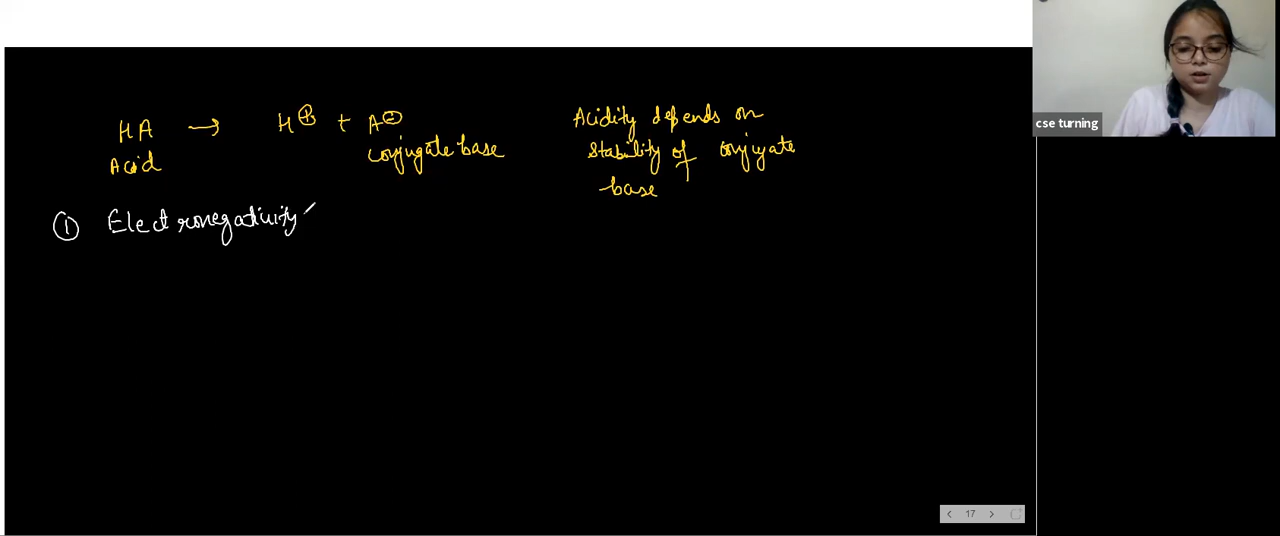 HA → H⊕ + A⊖
Acid
conjugate base
Acidity depends on
stability of conjugate
base
① Electronegativity
cse turning
17